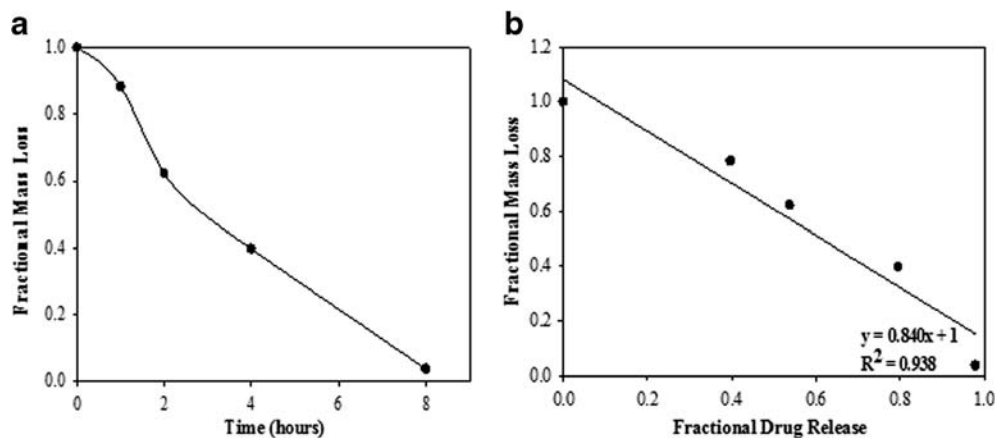 a
1.0
0.8
0.6
0.4
0.2
0.0
Fractional Mass Loss
0 2 4 6 8
Time (hours)
b
1.2
1.0
0.8
0.6
0.4
0.2
0.0
Fractional Mass Loss
y = 0.840x + 1
R² = 0.938
0.0 0.2 0.4 0.6 0.8 1.0
Fractional Drug Release